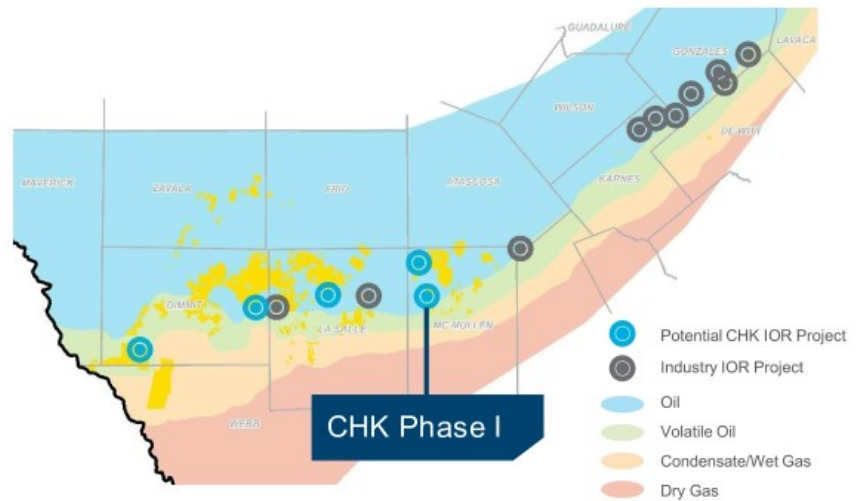 GUADALUPE
LAVACA
GONZALES
WILSON
DE WITT
MAVERICK
ZAVALA
FRIO
ATASCOSA
KARNES
DIMMIT
LA SALLE
MC MULLEN
WEBB
CHK Phase I
Potential CHK IOR Project
Industry IOR Project
Oil
Volatile Oil
Condensate/Wet Gas
Dry Gas